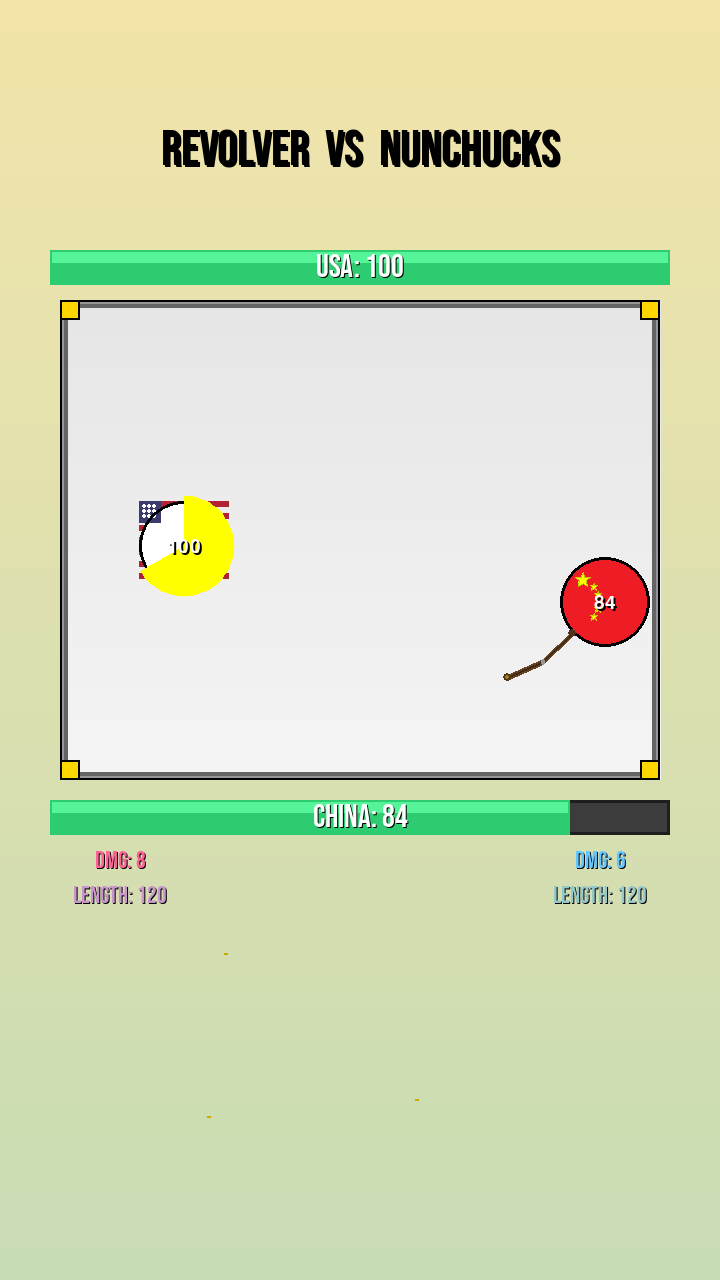 REVOLVER VS NUNCHUCKS
USA: 100
100
84
CHINA: 84
DMG: 8
DMG: 6
LENGTH: 120
LENGTH: 120